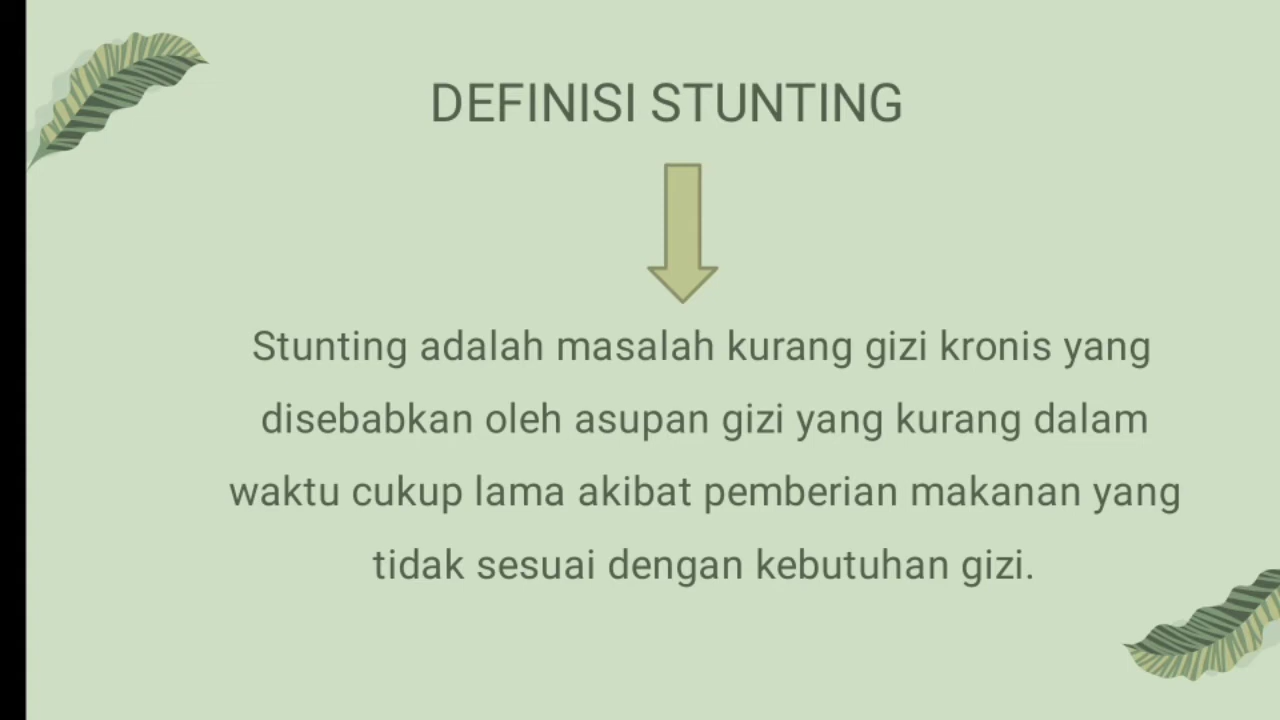 DEFINISI STUNTING
Stunting adalah masalah kurang gizi kronis yang
disebabkan oleh asupan gizi yang kurang dalam
waktu cukup lama akibat pemberian makanan yang
tidak sesuai dengan kebutuhan gizi.